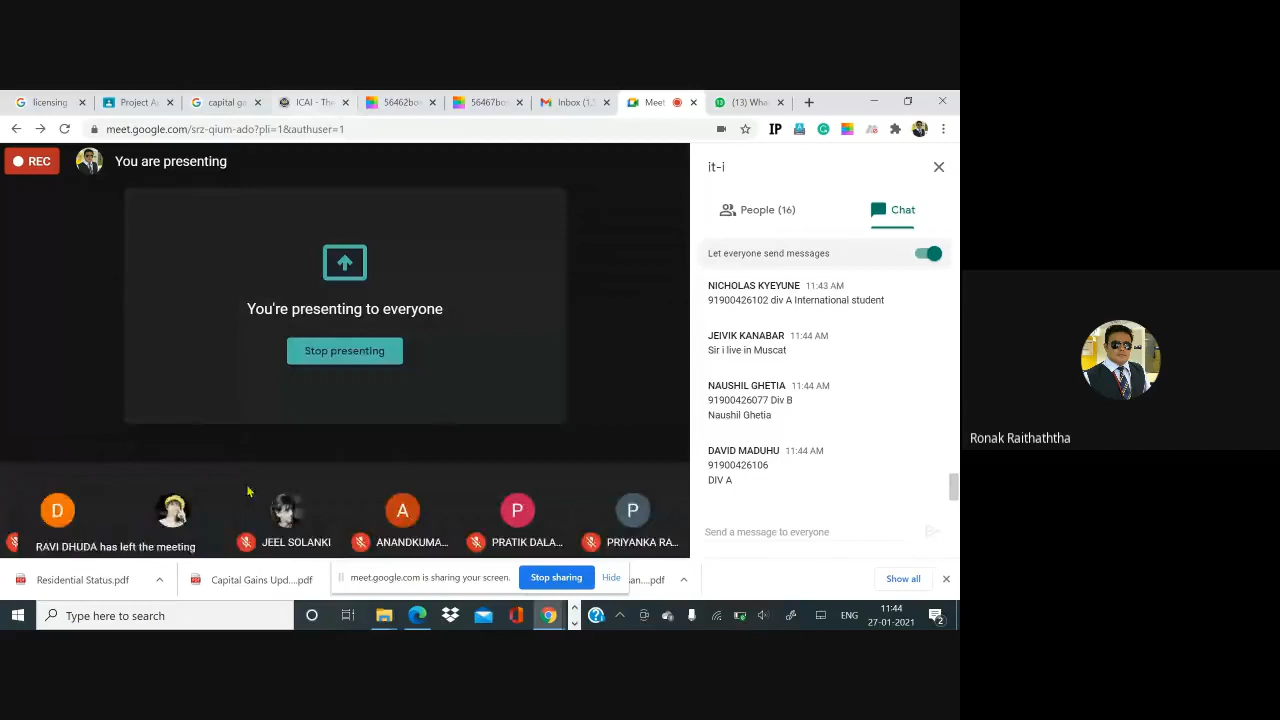 licensing
Project A
capital ga
ICAI - The
56462bo
56467bo
Inbox (1,
Meet
(13) Wha
meet.google.com/srz-qium-ado?pli=1&authuser=1
IP
REC
You are presenting
You're presenting to everyone
Stop presenting
D
A
P
P
RAVI DHUDA has left the meeting
JEEL SOLANKI
ANANDKUMA...
PRATIK DALA...
PRIYANKA RA...
it-i
People (16)
Chat
Let everyone send messages
NICHOLAS KYEYUNE 11:43 AM
91900426102 div A International student
JEIVIK KANABAR 11:44 AM
Sir i live in Muscat
NAUSHIL GHETIA 11:44 AM
91900426077 Div B
Naushil Ghetia
DAVID MADUHU 11:44 AM
91900426106
DIV A
Send a message to everyone
Residential Status.pdf
Capital Gains Upd....pdf
meet.google.com is sharing your screen.
Stop sharing
Hide
an....pdf
Show all
Type here to search
ENG
11:44
27-01-2021
2
Ronak Raithaththa